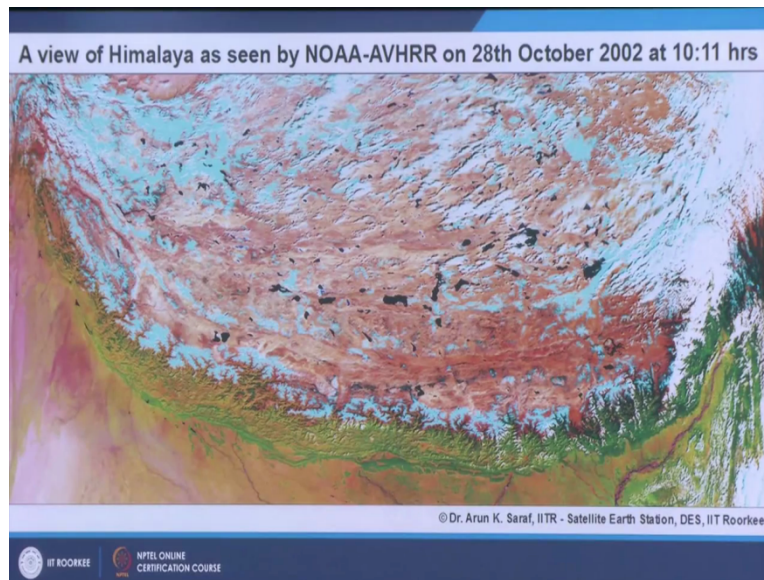 A view of Himalaya as seen by NOAA-AVHRR on 28th October 2002 at 10:11 hrs
© Dr. Arun K. Saraf, IITR - Satellite Earth Station, DES, IIT Roorkee
IIT ROORKEE
NPTEL ONLINE
CERTIFICATION COURSE
NPTEL